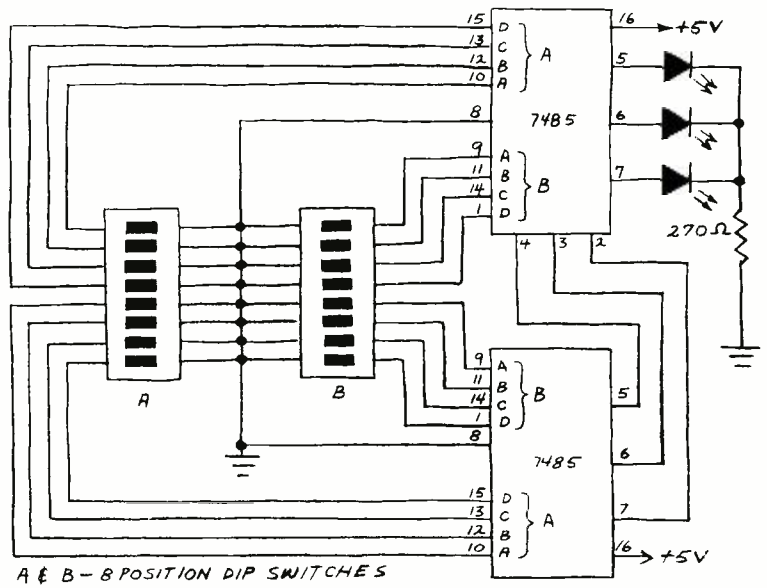 15 D
13 C
12 B
10 A
A
8
7485
9 A
11 B
14 C
1 D
B
16 +5V
5
6
7
4 3 2
270Ω
A
B
9 A
11 B
14 C
1 D
B
8
7485
15 D
13 C
12 B
10 A
A
5
6
7
16 +5V
A & B - 8 POSITION DIP SWITCHES